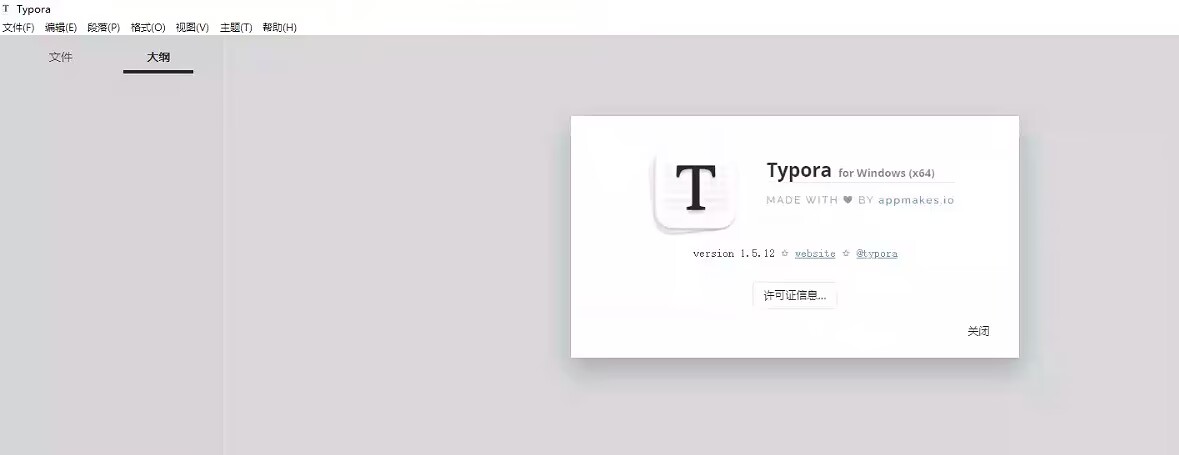 T Typora
文件(F) 编辑(E) 段落(P) 格式(O) 视图(V) 主题(T) 帮助(H)
文件 大纲
T
Typora for Windows (x64)
MADE WITH ♥ BY appmakes.io
version 1.5.12 ☆ website ☆ @typora
许可证信息...
关闭